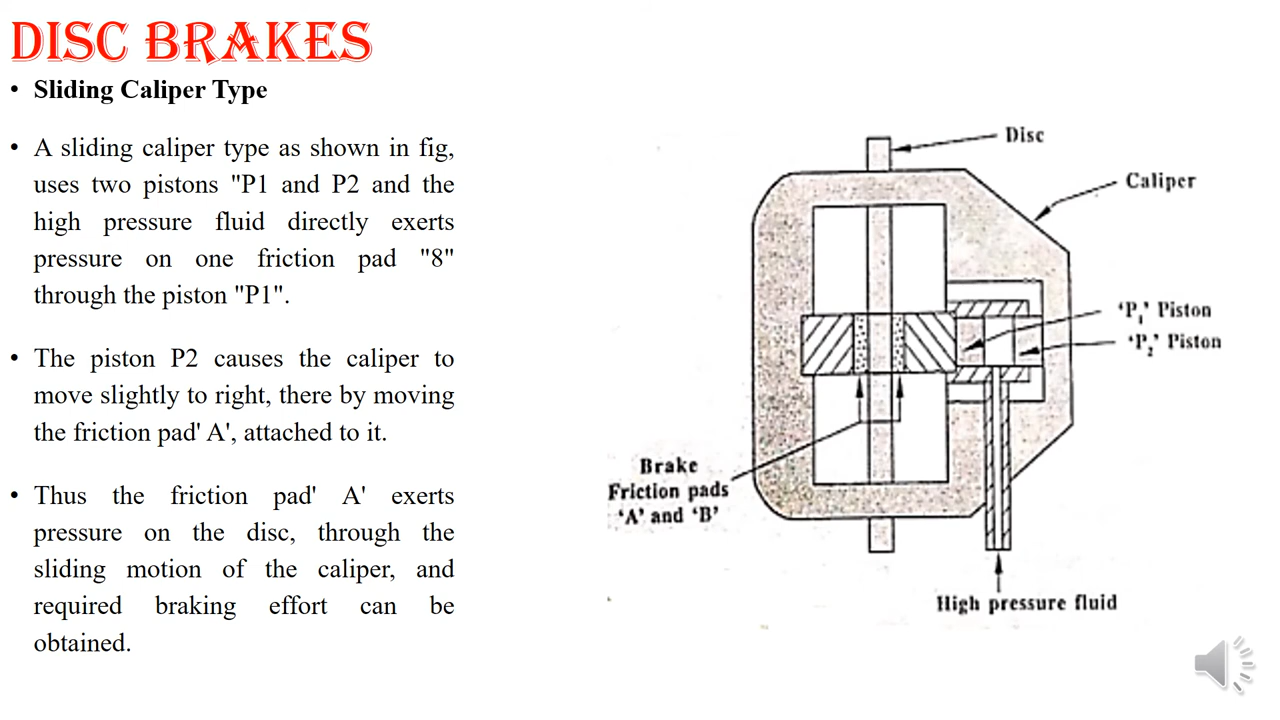 DISC BRAKES
• Sliding Caliper Type
• A sliding caliper type as shown in fig,
uses two pistons "P1 and P2 and the
high pressure fluid directly exerts
pressure on one friction pad "8"
through the piston "P1".
• The piston P2 causes the caliper to
move slightly to right, there by moving
the friction pad' A', attached to it.
• Thus the friction pad' A' exerts
pressure on the disc, through the
sliding motion of the caliper, and
required braking effort can be
obtained.
Disc
Caliper
‘P₁’ Piston
‘P₂’ Piston
Brake
Friction pads
‘A’ and ‘B’
High pressure fluid